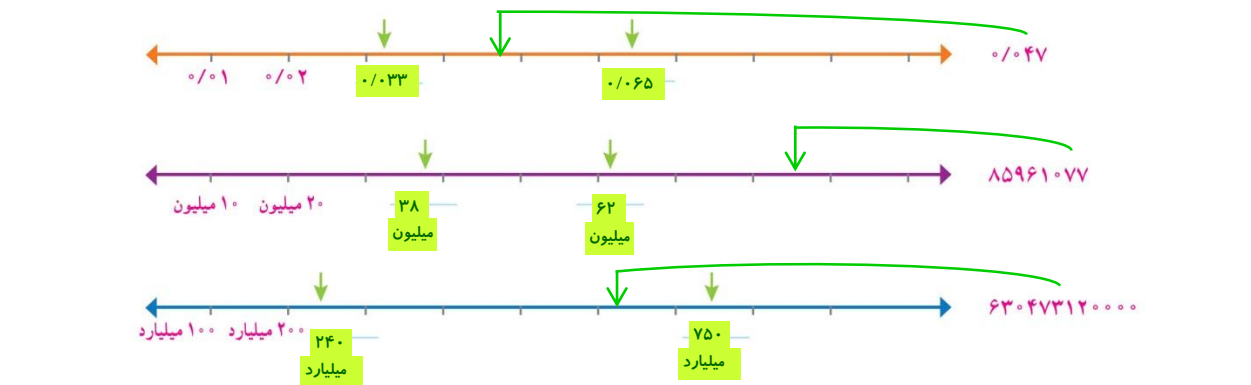 ۰/۰۱ ۰/۰۲ ۰/۰۳۳ ۰/۰۶۵ ۰/۰۴۷
۸۵۹۶۱۰۷۷
۱۰ میلیون ۲۰ میلیون
۳۸
میلیون
۶۲
میلیون
۶۳۰۴۷۳۱۲۰۰۰۰
۱۰۰ میلیارد ۲۰۰ میلیارد
۲۴۰
میلیارد
۷۵۰
میلیارد